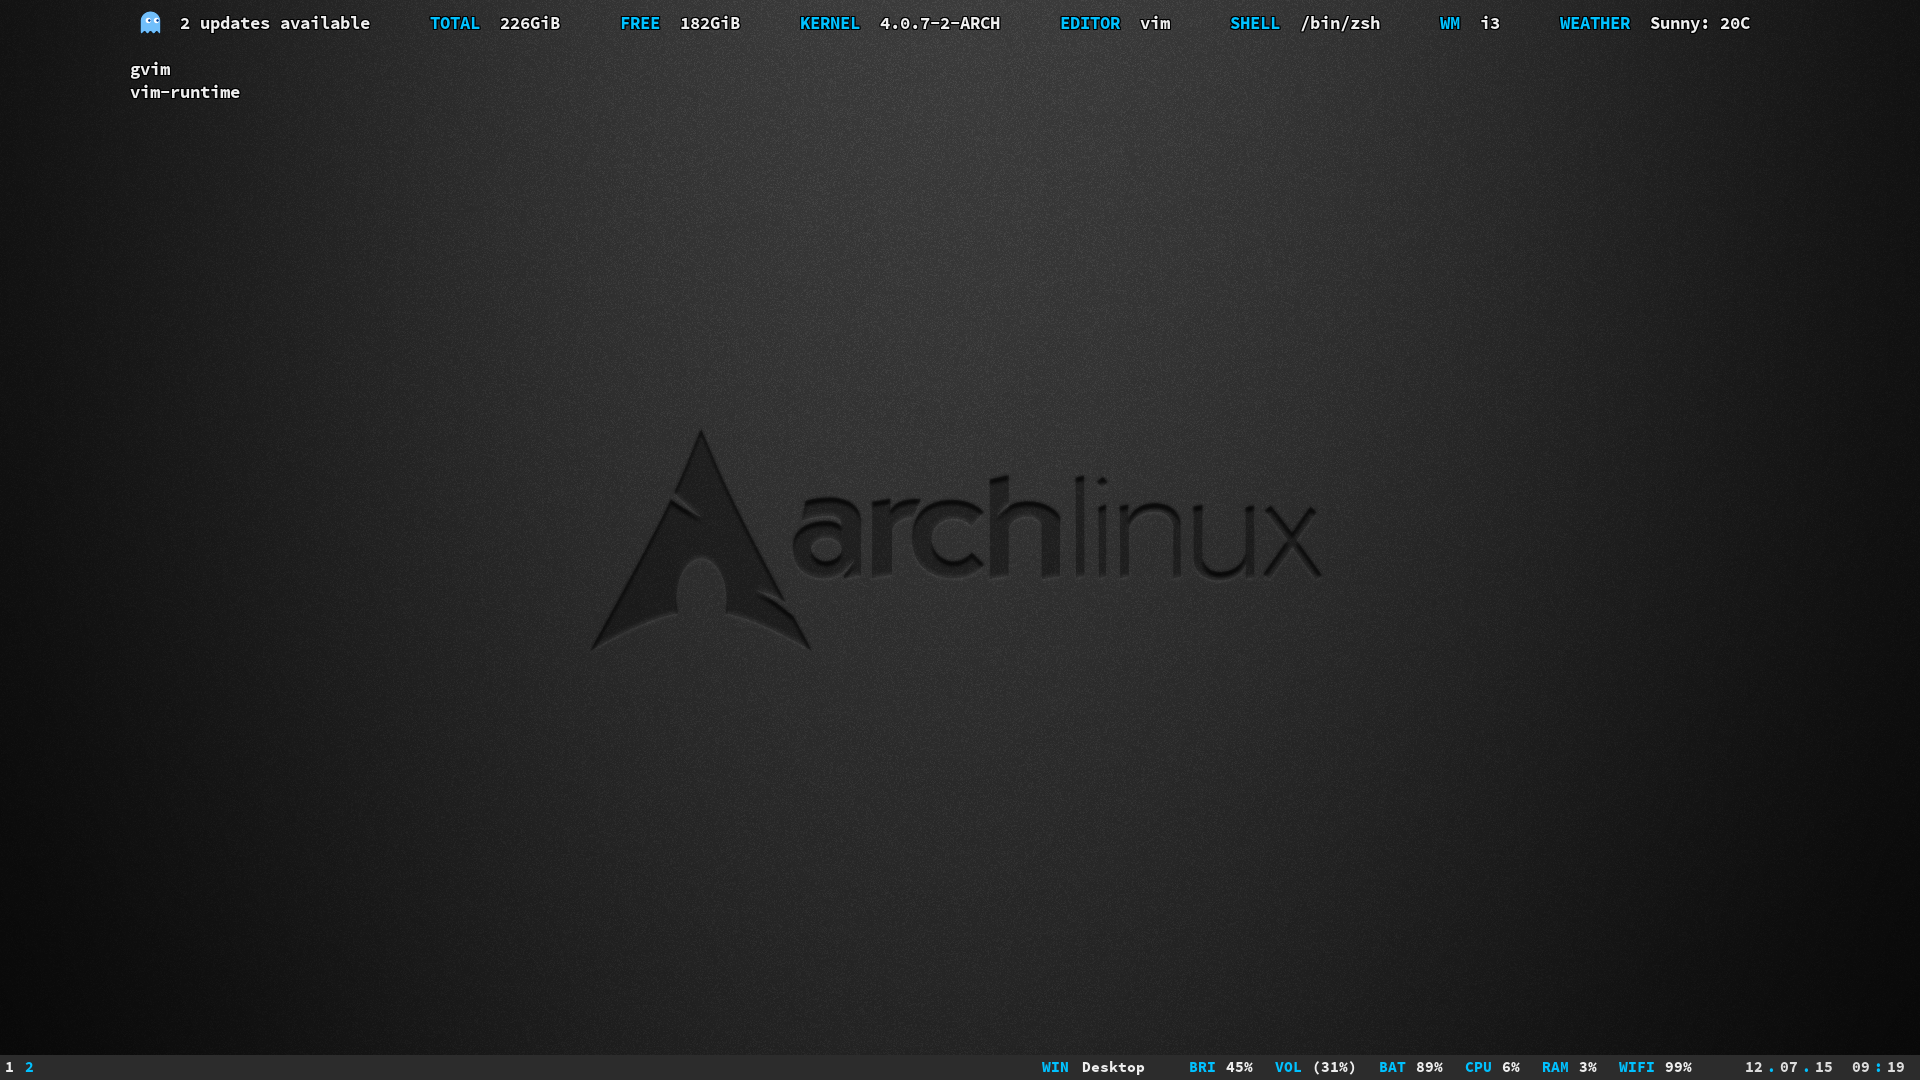 2 updates available TOTAL 226GiB FREE 182GiB KERNEL 4.0.7-2-ARCH EDITOR vim SHELL /bin/zsh WM i3 WEATHER Sunny: 20C
gvim
vim-runtime
archlinux
1 2 WIN Desktop BRI 45% VOL (31%) BAT 89% CPU 6% RAM 3% WIFI 99% 12.07.15 09:19